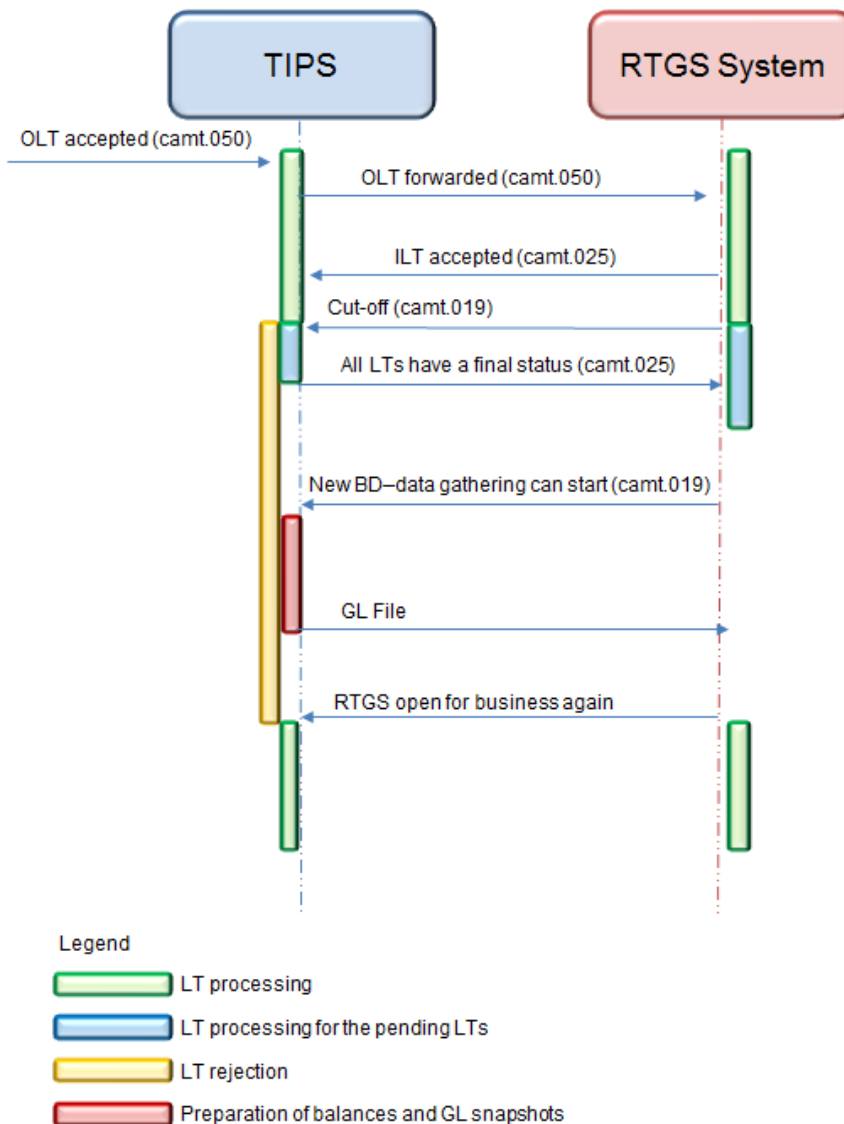 TIPS
RTGS System
OLT accepted (camt.050)
OLT forwarded (camt.050)
ILT accepted (camt.025)
Cut-off (camt.019)
All LTs have a final status (camt.025)
New BD–data gathering can start (camt.019)
GL File
RTGS open for business again
Legend
LT processing
LT processing for the pending LTs
LT rejection
Preparation of balances and GL snapshots